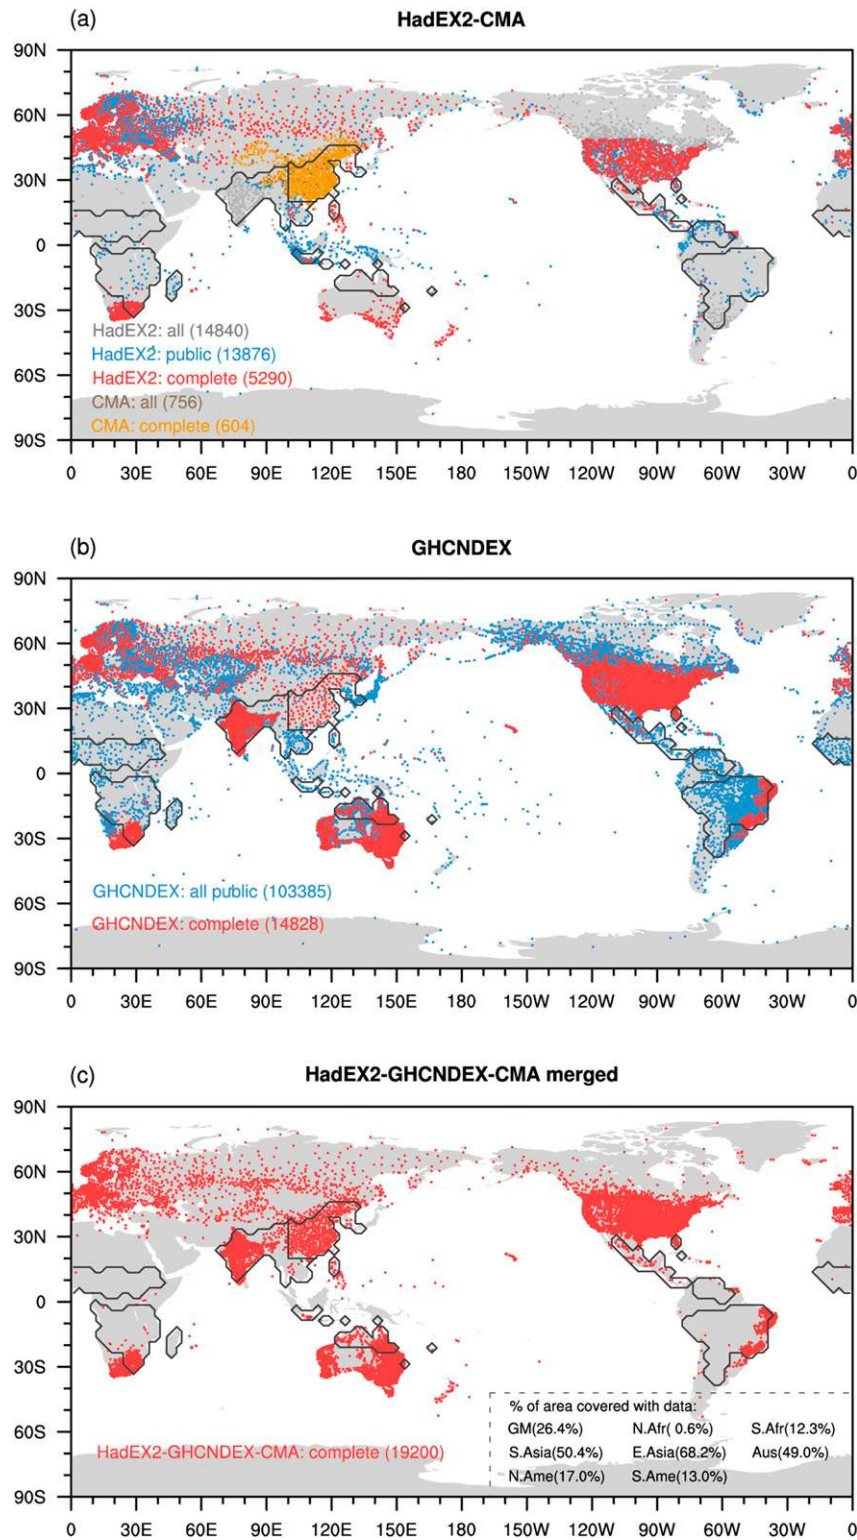 (a) HadEX2-CMA
90N
60N
30N
0
30S
60S
90S
HadEX2: all (14840)
HadEX2: public (13876)
HadEX2: complete (5290)
CMA: all (756)
CMA: complete (604)
0 30E 60E 90E 120E 150E 180 150W 120W 90W 60W 30W 0
(b) GHCNDEX
90N
60N
30N
0
30S
60S
90S
GHCNDEX: all public (103385)
GHCNDEX: complete (14828)
0 30E 60E 90E 120E 150E 180 150W 120W 90W 60W 30W 0
(c) HadEX2-GHCNDEX-CMA merged
90N
60N
30N
0
30S
60S
90S
HadEX2-GHCNDEX-CMA: complete (19200)
% of area covered with data:
GM(26.4%) N.Afr( 0.6%) S.Afr(12.3%)
S.Asia(50.4%) E.Asia(68.2%) Aus(49.0%)
N.Ame(17.0%) S.Ame(13.0%)
0 30E 60E 90E 120E 150E 180 150W 120W 90W 60W 30W 0